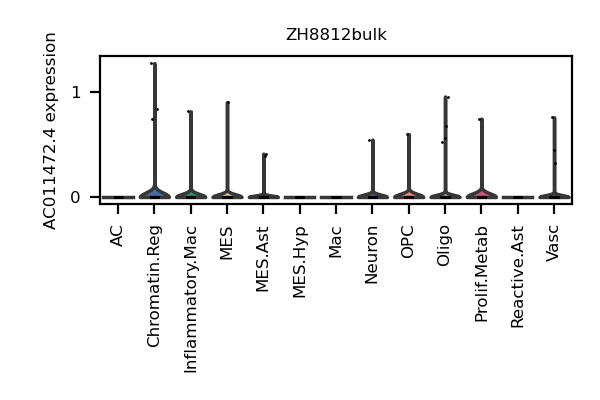 ZH8812bulk
AC011472.4 expression
1
0
AC
Chromatin.Reg
Inflammatory.Mac
MES
MES.Ast
MES.Hyp
Mac
Neuron
OPC
Oligo
Prolif.Metab
Reactive.Ast
Vasc